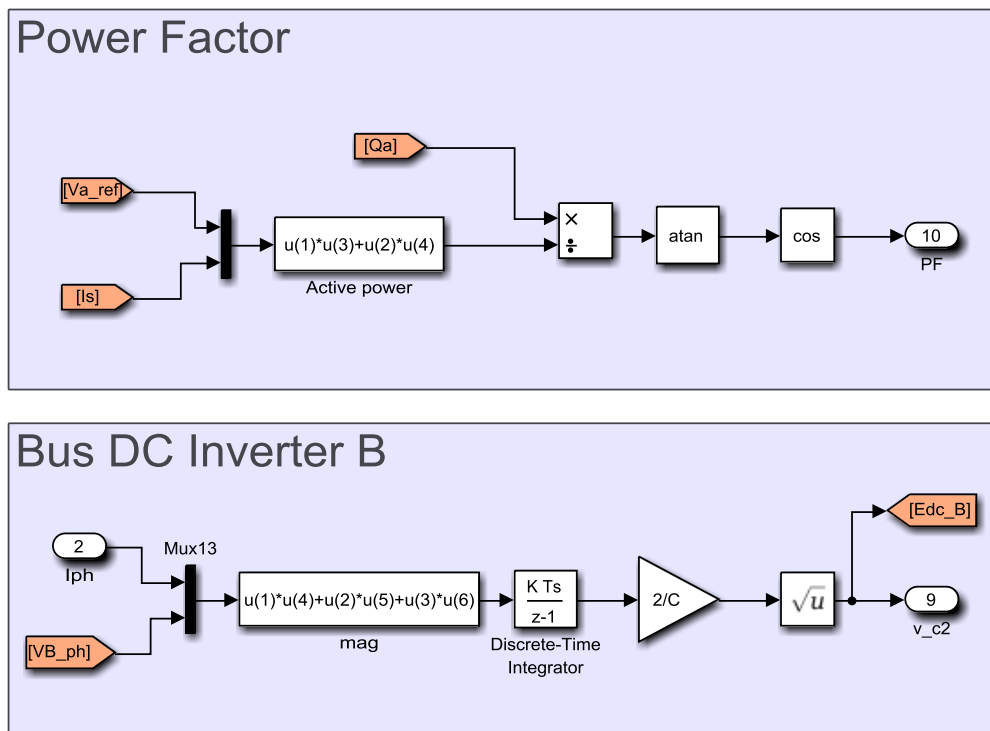 Power Factor
[Qa]
[Va_ref]
[Is]
u(1)*u(3)+u(2)*u(4)
Active power
×
÷
atan
cos
10
PF
Bus DC Inverter B
[Edc_B]
2
Iph
Mux13
[VB_ph]
u(1)*u(4)+u(2)*u(5)+u(3)*u(6)
mag
K Ts
z-1
Discrete-Time
Integrator
2/C
√u
9
v_c2